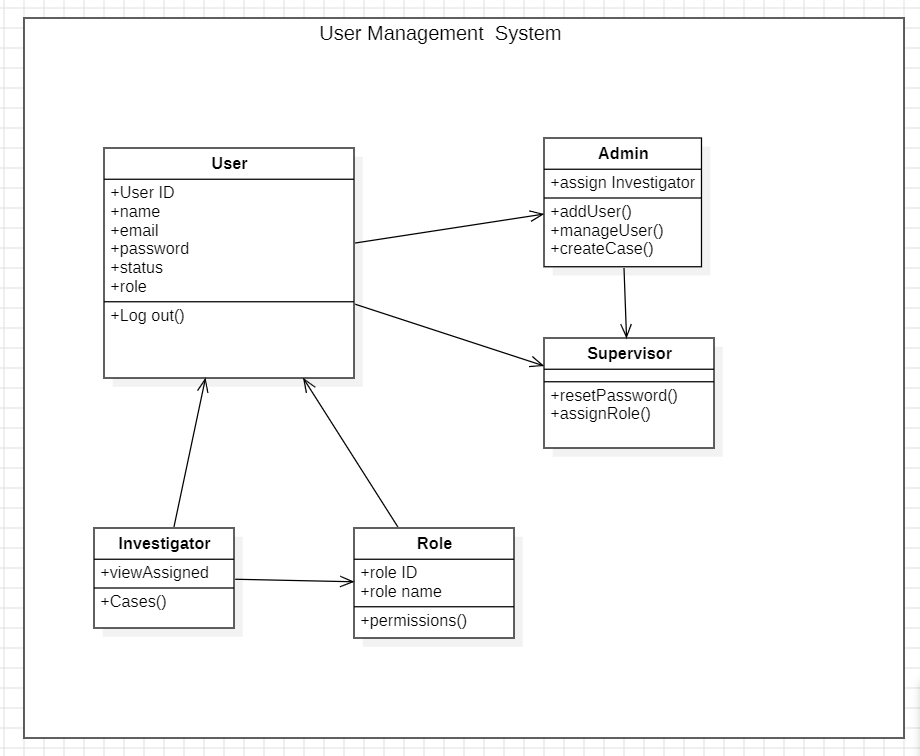 User Management  System
User
+User ID
+name
+email
+password
+status
+role
+Log out()
Admin
+assign Investigator
+addUser()
+manageUser()
+createCase()
Supervisor
+resetPassword()
+assignRole()
Investigator
+viewAssigned
+Cases()
Role
+role ID
+role name
+permissions()